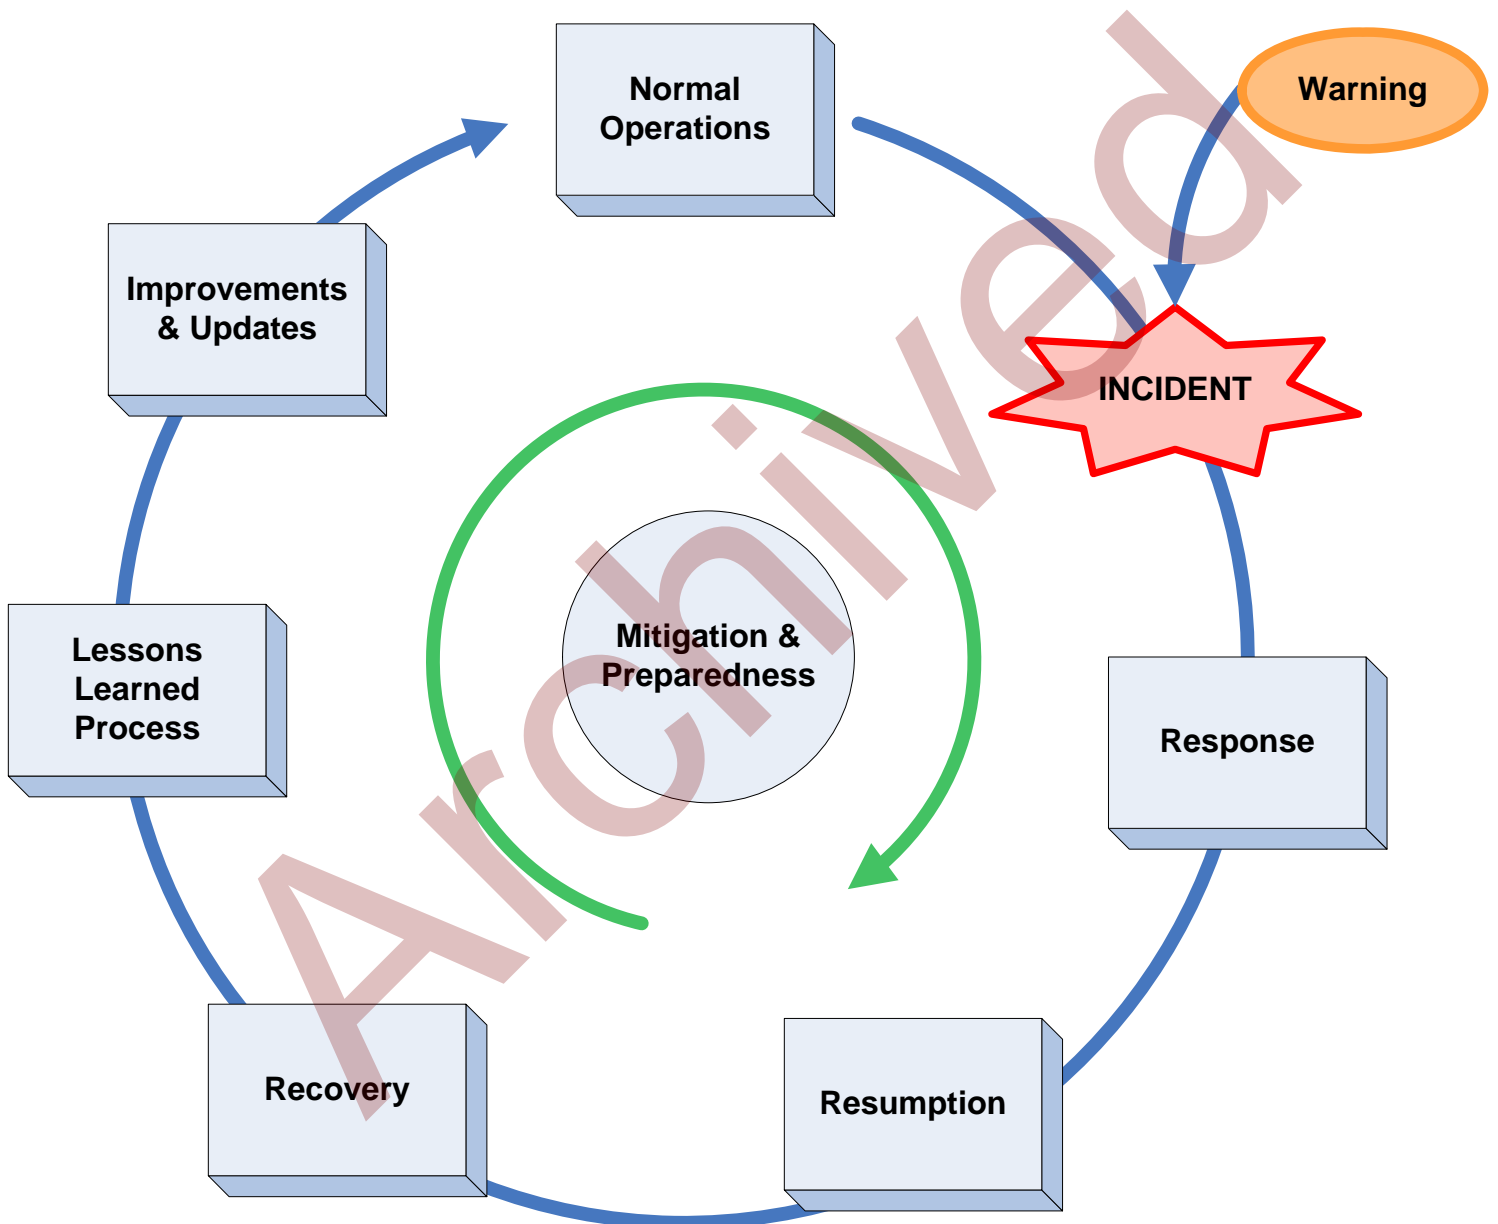 Normal
Operations
Warning
Improvements
& Updates
INCIDENT
Mitigation &
Preparedness
Lessons
Learned
Process
Response
Recovery
Resumption
Archived